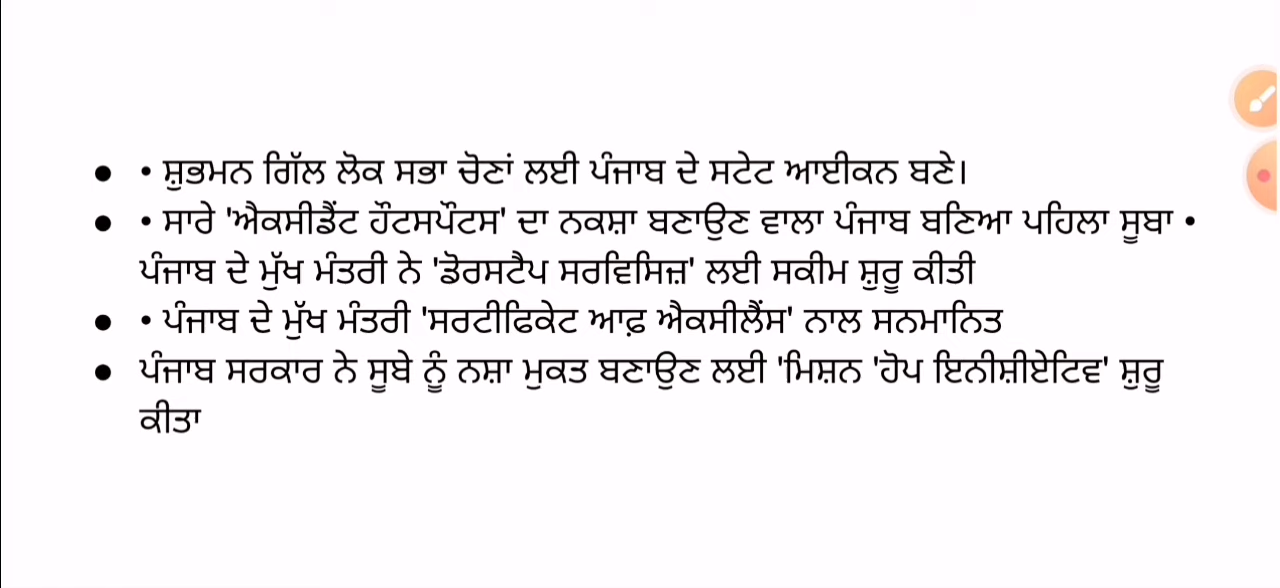 ● • ਸ਼ੁਭਮਨ ਗਿੱਲ ਲੋਕ ਸਭਾ ਚੋਣਾਂ ਲਈ ਪੰਜਾਬ ਦੇ ਸਟੇਟ ਆਈਕਨ ਬਣੇ।
● • ਸਾਰੇ 'ਐਕਸੀਡੈਂਟ ਹੌਟਸਪੌਟਸ' ਦਾ ਨਕਸ਼ਾ ਬਣਾਉਣ ਵਾਲਾ ਪੰਜਾਬ ਬਣਿਆ ਪਹਿਲਾ ਸੂਬਾ •
ਪੰਜਾਬ ਦੇ ਮੁੱਖ ਮੰਤਰੀ ਨੇ 'ਡੋਰਸਟੈਪ ਸਰਵਿਸਿਜ਼' ਲਈ ਸਕੀਮ ਸ਼ੁਰੂ ਕੀਤੀ
● • ਪੰਜਾਬ ਦੇ ਮੁੱਖ ਮੰਤਰੀ 'ਸਰਟੀਫਿਕੇਟ ਆਫ਼ ਐਕਸੀਲੈਂਸ' ਨਾਲ ਸਨਮਾਨਿਤ
● ਪੰਜਾਬ ਸਰਕਾਰ ਨੇ ਸੂਬੇ ਨੂੰ ਨਸ਼ਾ ਮੁਕਤ ਬਣਾਉਣ ਲਈ 'ਮਿਸ਼ਨ 'ਹੋਪ ਇਨੀਸ਼ੀਏਟਿਵ' ਸ਼ੁਰੂ
ਕੀਤਾ